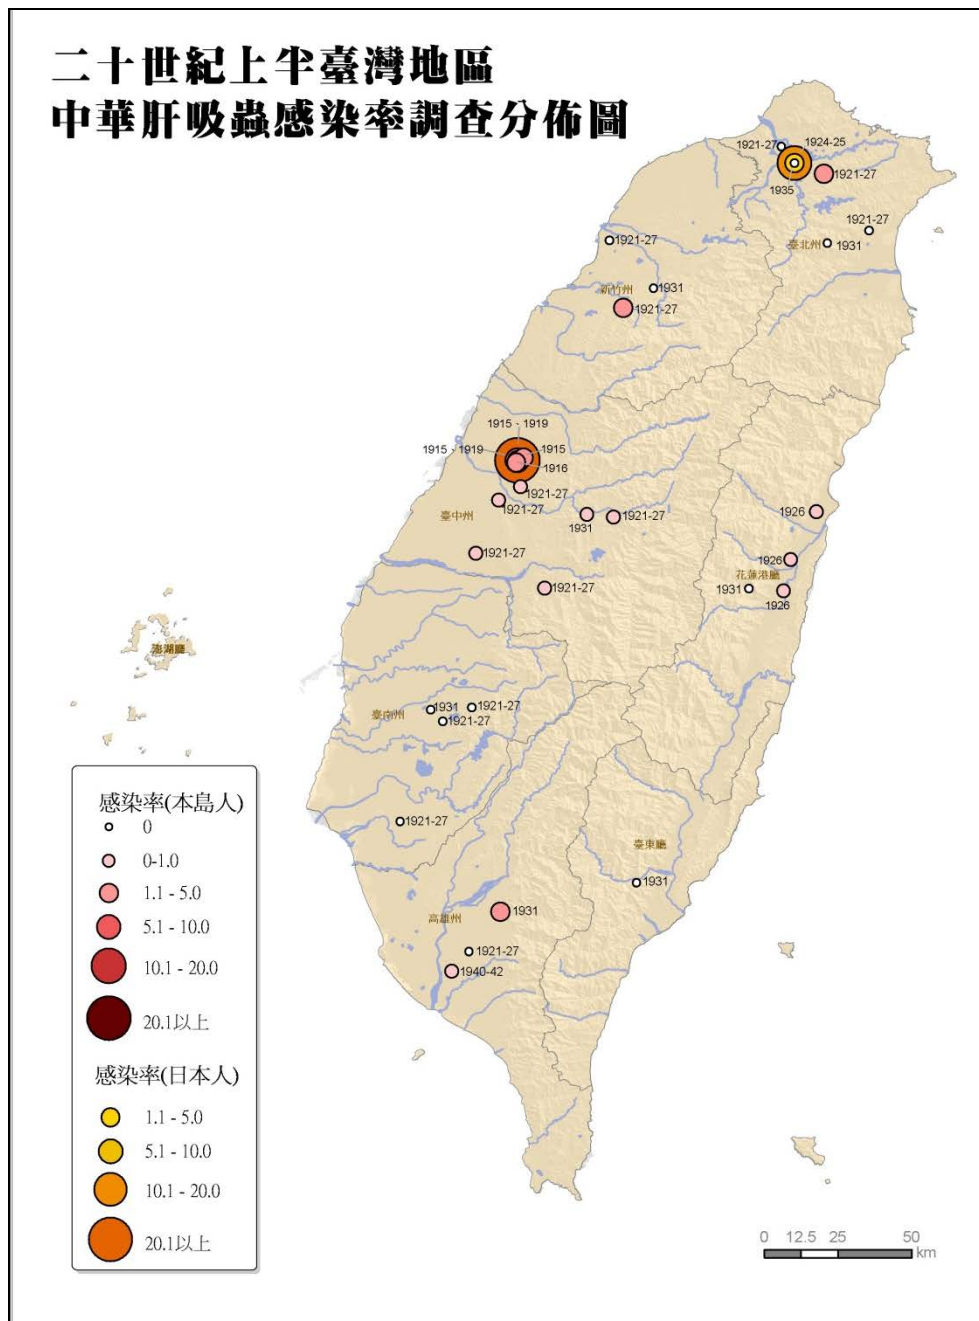 二十世紀上半臺灣地區
中華肝吸蟲感染率調查分佈圖
1921-27
1924-25
1935
1921-27
1921-27
臺北州
1931
1921-27
新竹州
1931
1921-27
1915、1919
1915、1919
1915
1916
1921-27
1921-27
臺中州
1931
1921-27
1926
1921-27
1926
花蓮港廳
1931
1926
1921-27
澎湖廳
臺南州
1931
1921-27
1921-27
1921-27
臺東廳
1931
高雄州
1931
1921-27
1940-42
感染率(本島人)
0
0-1.0
1.1 - 5.0
5.1 - 10.0
10.1 - 20.0
20.1以上
感染率(日本人)
1.1 - 5.0
5.1 - 10.0
10.1 - 20.0
20.1以上
0 12.5 25 50
km